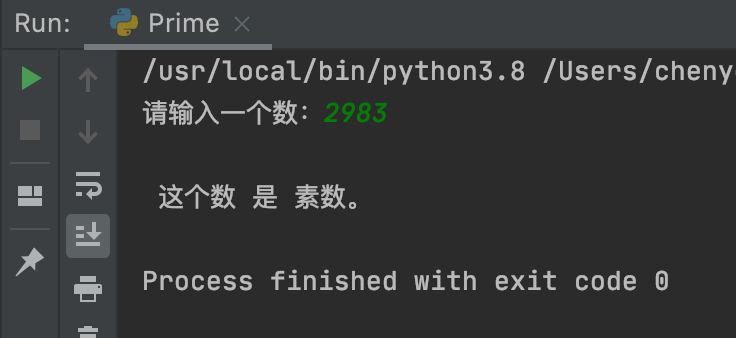 Run: Prime
/usr/local/bin/python3.8 /Users/cheny
请输入一个数：2983
这个数 是 素数。
Process finished with exit code 0